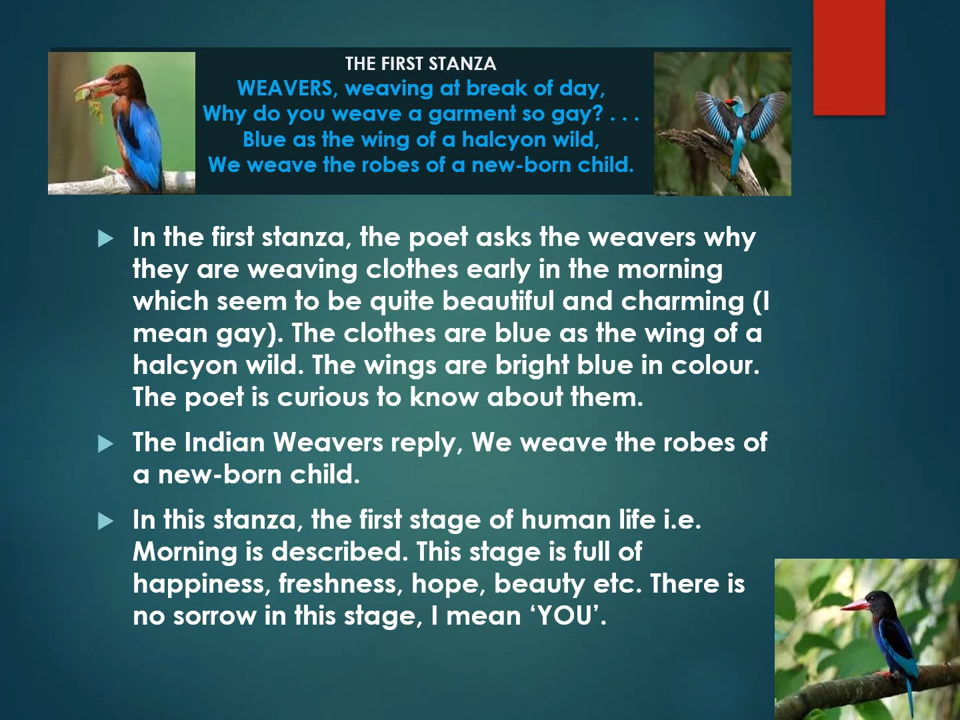 THE FIRST STANZA
WEAVERS, weaving at break of day,
Why do you weave a garment so gay? . . .
Blue as the wing of a halcyon wild,
We weave the robes of a new-born child.
In the first stanza, the poet asks the weavers why
they are weaving clothes early in the morning
which seem to be quite beautiful and charming (I
mean gay). The clothes are blue as the wing of a
halcyon wild. The wings are bright blue in colour.
The poet is curious to know about them.
The Indian Weavers reply, We weave the robes of
a new-born child.
In this stanza, the first stage of human life i.e.
Morning is described. This stage is full of
happiness, freshness, hope, beauty etc. There is
no sorrow in this stage, I mean ‘YOU’.